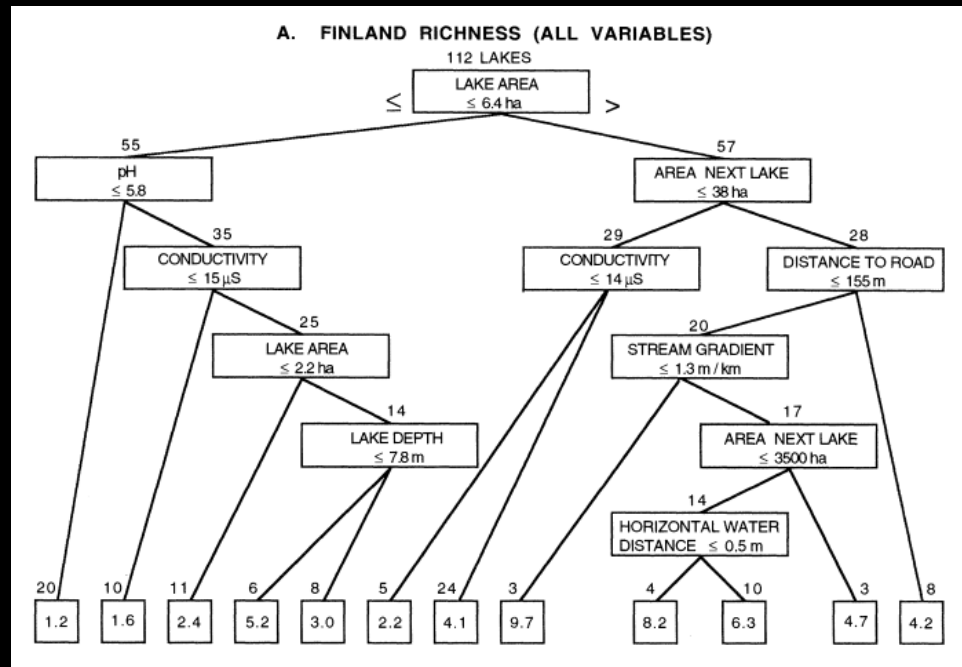 A. FINLAND RICHNESS (ALL VARIABLES)
112 LAKES
LAKE AREA
≤ 6.4 ha
≤
>
55
57
pH
≤ 5.8
AREA NEXT LAKE
≤ 38 ha
35
29
28
CONDUCTIVITY
≤ 15 µS
CONDUCTIVITY
≤ 14 µS
DISTANCE TO ROAD
≤ 155 m
25
20
LAKE AREA
≤ 2.2 ha
STREAM GRADIENT
≤ 1.3 m / km
14
17
LAKE DEPTH
≤ 7.8 m
AREA NEXT LAKE
≤ 3500 ha
14
HORIZONTAL WATER
DISTANCE ≤ 0.5 m
20 10 11 6 8 5 24 3 4 10 3 8
1.2 1.6 2.4 5.2 3.0 2.2 4.1 9.7 8.2 6.3 4.7 4.2